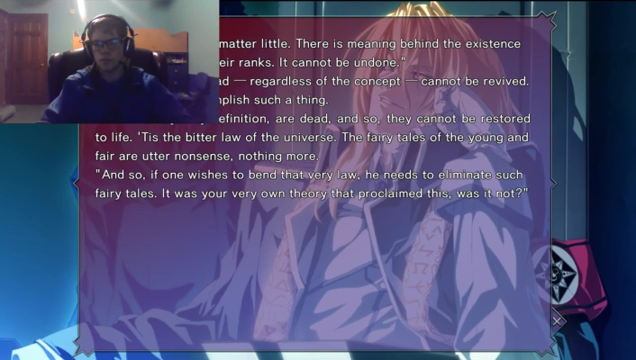 matter little. There is meaning behind the existence
eir ranks. It cannot be undone."
ad — regardless of the concept — cannot be revived.
plish such a thing.
efinition, are dead, and so, they cannot be restored
to life. 'Tis the bitter law of the universe. The fairy tales of the young and
fair are utter nonsense, nothing more.
"And so, if one wishes to bend that very law, he needs to eliminate such
fairy tales. It was your very own theory that proclaimed this, was it not?"